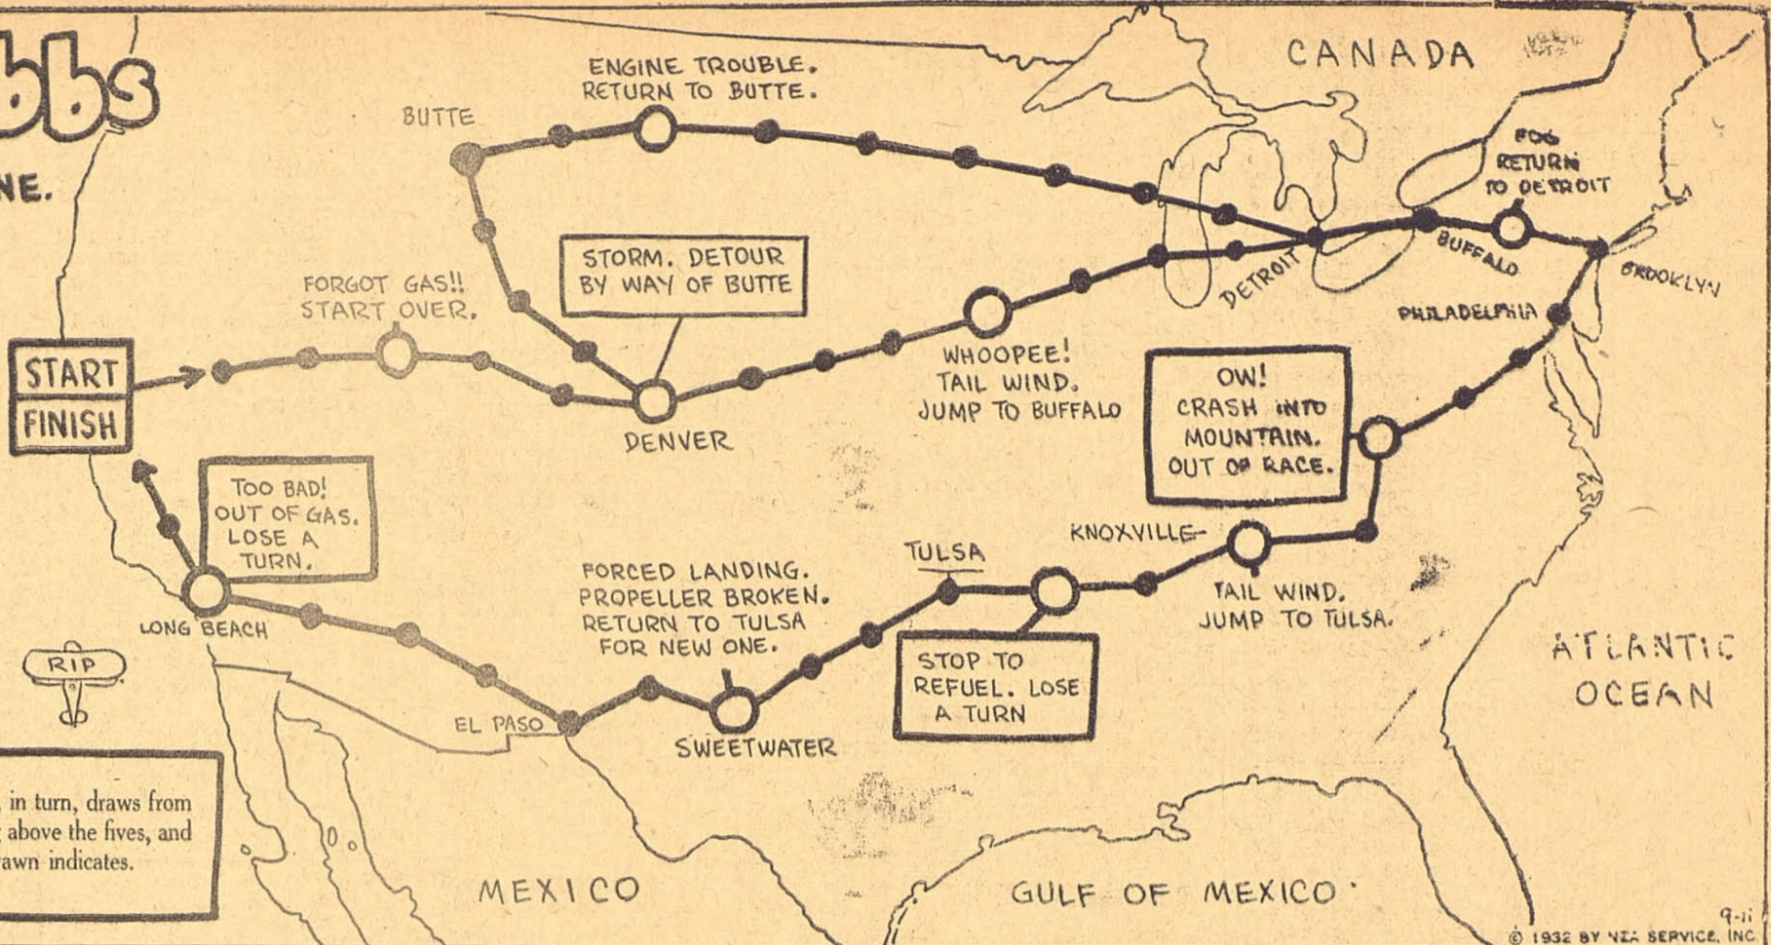 bbs
NE.
CANADA
ENGINE TROUBLE.
RETURN TO BUTTE.
BUTTE
FOG
RETURN
TO DETROIT
STORM. DETOUR
BY WAY OF BUTTE
FORGOT GAS!!
START OVER.
DETROIT
BUFFALO
BROOKLYN
PHILADELPHIA
START
FINISH
WHOOPEE!
TAIL WIND.
JUMP TO BUFFALO
OW!
CRASH INTO
MOUNTAIN.
OUT OF RACE.
DENVER
TOO BAD!
OUT OF GAS.
LOSE A
TURN.
KNOXVILLE
TULSA
FORCED LANDING.
PROPELLER BROKEN.
RETURN TO TULSA
FOR NEW ONE.
TAIL WIND.
JUMP TO TULSA.
LONG BEACH
RIP
STOP TO
REFUEL. LOSE
A TURN
ATLANTIC
OCEAN
EL PASO
SWEETWATER
in turn, draws from
above the fives, and
awn indicates.
MEXICO
GULF OF MEXICO
9-11
© 1932 BY NEA SERVICE, INC